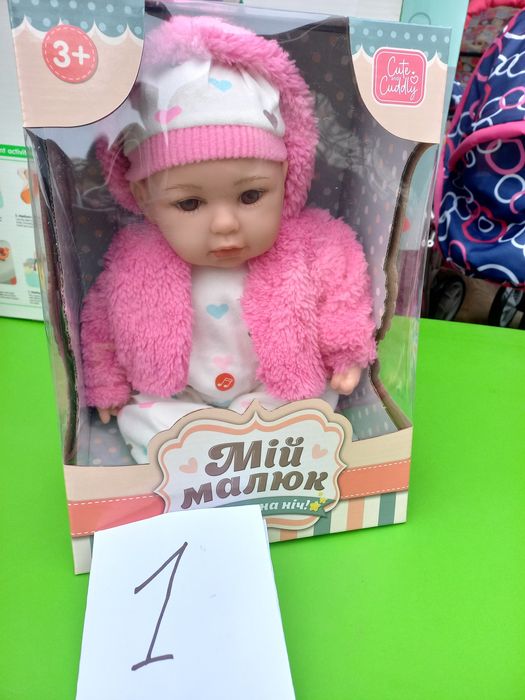 3+
Cute
Cuddly
Мій
малюк
на ніч!
1